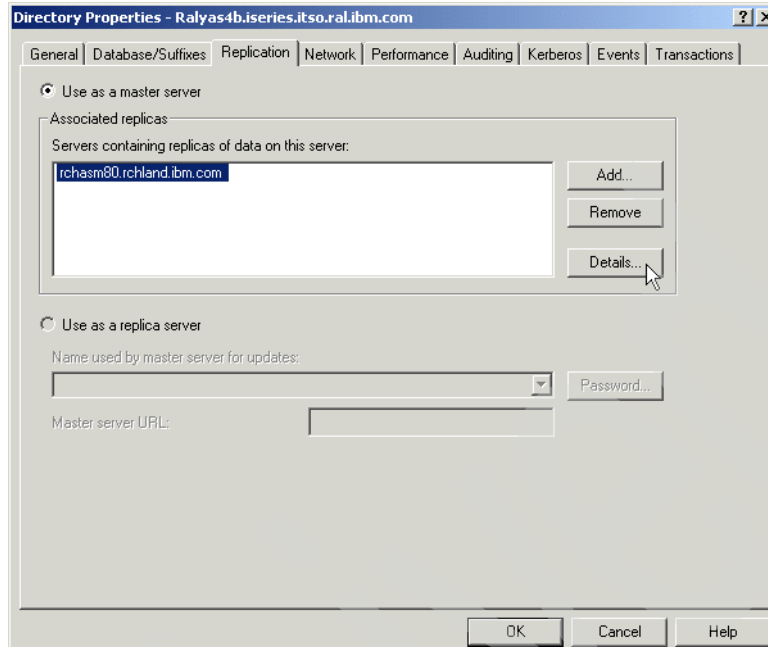 Directory Properties - Ralyas4b.iseries.itso.ral.ibm.com
General Database/Suffixes Replication Network Performance Auditing Kerberos Events Transactions
Use as a master server
Associated replicas
Servers containing replicas of data on this server:
rchasm80.rchland.ibm.com
Add...
Remove
Details...
Use as a replica server
Name used by master server for updates:
Password...
Master server URL:
OK Cancel Help